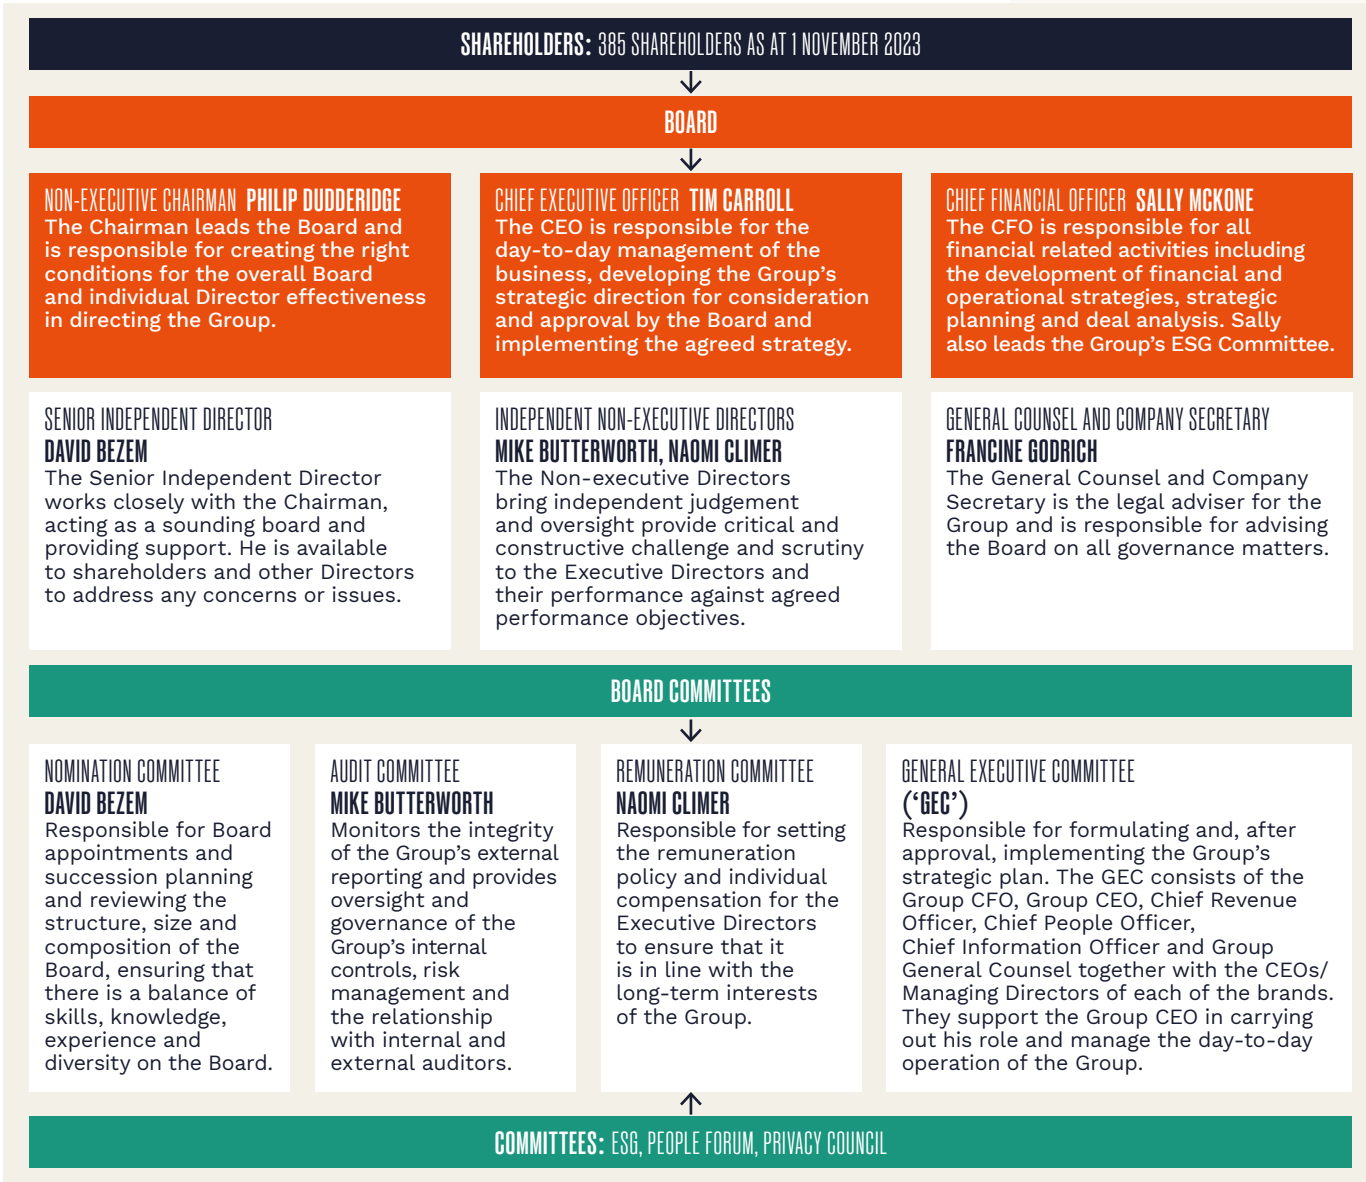 SHAREHOLDERS: 385 SHAREHOLDERS AS AT 1 NOVEMBER 2023
BOARD
NON-EXECUTIVE CHAIRMAN PHILIP DUDDERIDGE
The Chairman leads the Board and
is responsible for creating the right
conditions for the overall Board
and individual Director effectiveness
in directing the Group.
CHIEF EXECUTIVE OFFICER TIM CARROLL
The CEO is responsible for the
day-to-day management of the
business, developing the Group’s
strategic direction for consideration
and approval by the Board and
implementing the agreed strategy.
CHIEF FINANCIAL OFFICER SALLY MCKONE
The CFO is responsible for all
financial related activities including
the development of financial and
operational strategies, strategic
planning and deal analysis. Sally
also leads the Group’s ESG Committee.
SENIOR INDEPENDENT DIRECTOR
DAVID BEZEM
The Senior Independent Director
works closely with the Chairman,
acting as a sounding board and
providing support. He is available
to shareholders and other Directors
to address any concerns or issues.
INDEPENDENT NON-EXECUTIVE DIRECTORS
MIKE BUTTERWORTH, NAOMI CLIMER
The Non-executive Directors
bring independent judgement
and oversight provide critical and
constructive challenge and scrutiny
to the Executive Directors and
their performance against agreed
performance objectives.
GENERAL COUNSEL AND COMPANY SECRETARY
FRANCINE GODRICH
The General Counsel and Company
Secretary is the legal adviser for the
Group and is responsible for advising
the Board on all governance matters.
BOARD COMMITTEES
NOMINATION COMMITTEE
DAVID BEZEM
Responsible for Board
appointments and
succession planning
and reviewing the
structure, size and
composition of the
Board, ensuring that
there is a balance of
skills, knowledge,
experience and
diversity on the Board.
AUDIT COMMITTEE
MIKE BUTTERWORTH
Monitors the integrity
of the Group’s external
reporting and provides
oversight and
governance of the
Group’s internal
controls, risk
management and
the relationship
with internal and
external auditors.
REMUNERATION COMMITTEE
NAOMI CLIMER
Responsible for setting
the remuneration
policy and individual
compensation for the
Executive Directors
to ensure that it
is in line with the
long-term interests
of the Group.
GENERAL EXECUTIVE COMMITTEE
(‘GEC’)
Responsible for formulating and, after
approval, implementing the Group’s
strategic plan. The GEC consists of the
Group CFO, Group CEO, Chief Revenue
Officer, Chief People Officer,
Chief Information Officer and Group
General Counsel together with the CEOs/
Managing Directors of each of the brands.
They support the Group CEO in carrying
out his role and manage the day-to-day
operation of the Group.
COMMITTEES: ESG, PEOPLE FORUM, PRIVACY COUNCIL